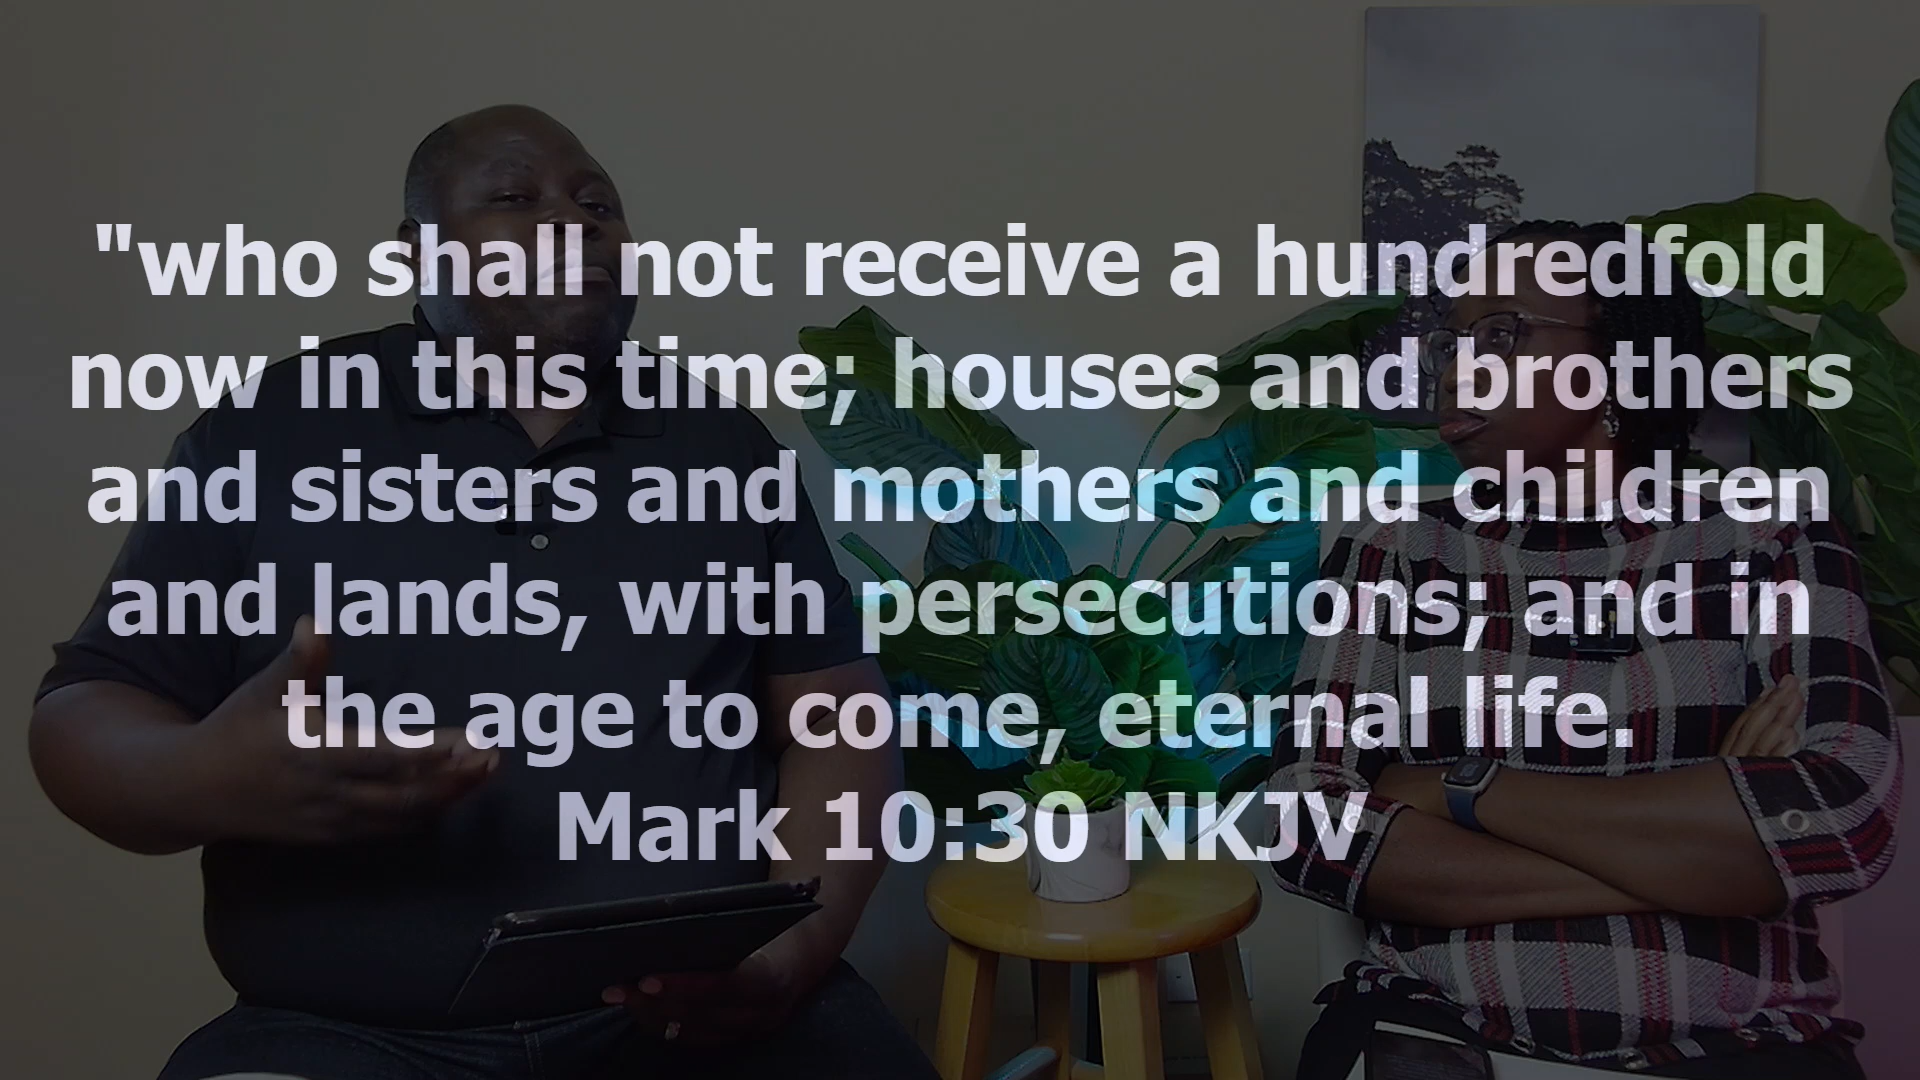 "who shall not receive a hundredfold
now in this time; houses and brothers
and sisters and mothers and children
and lands, with persecutions; and in
the age to come, eternal life.
Mark 10:30 NKJV